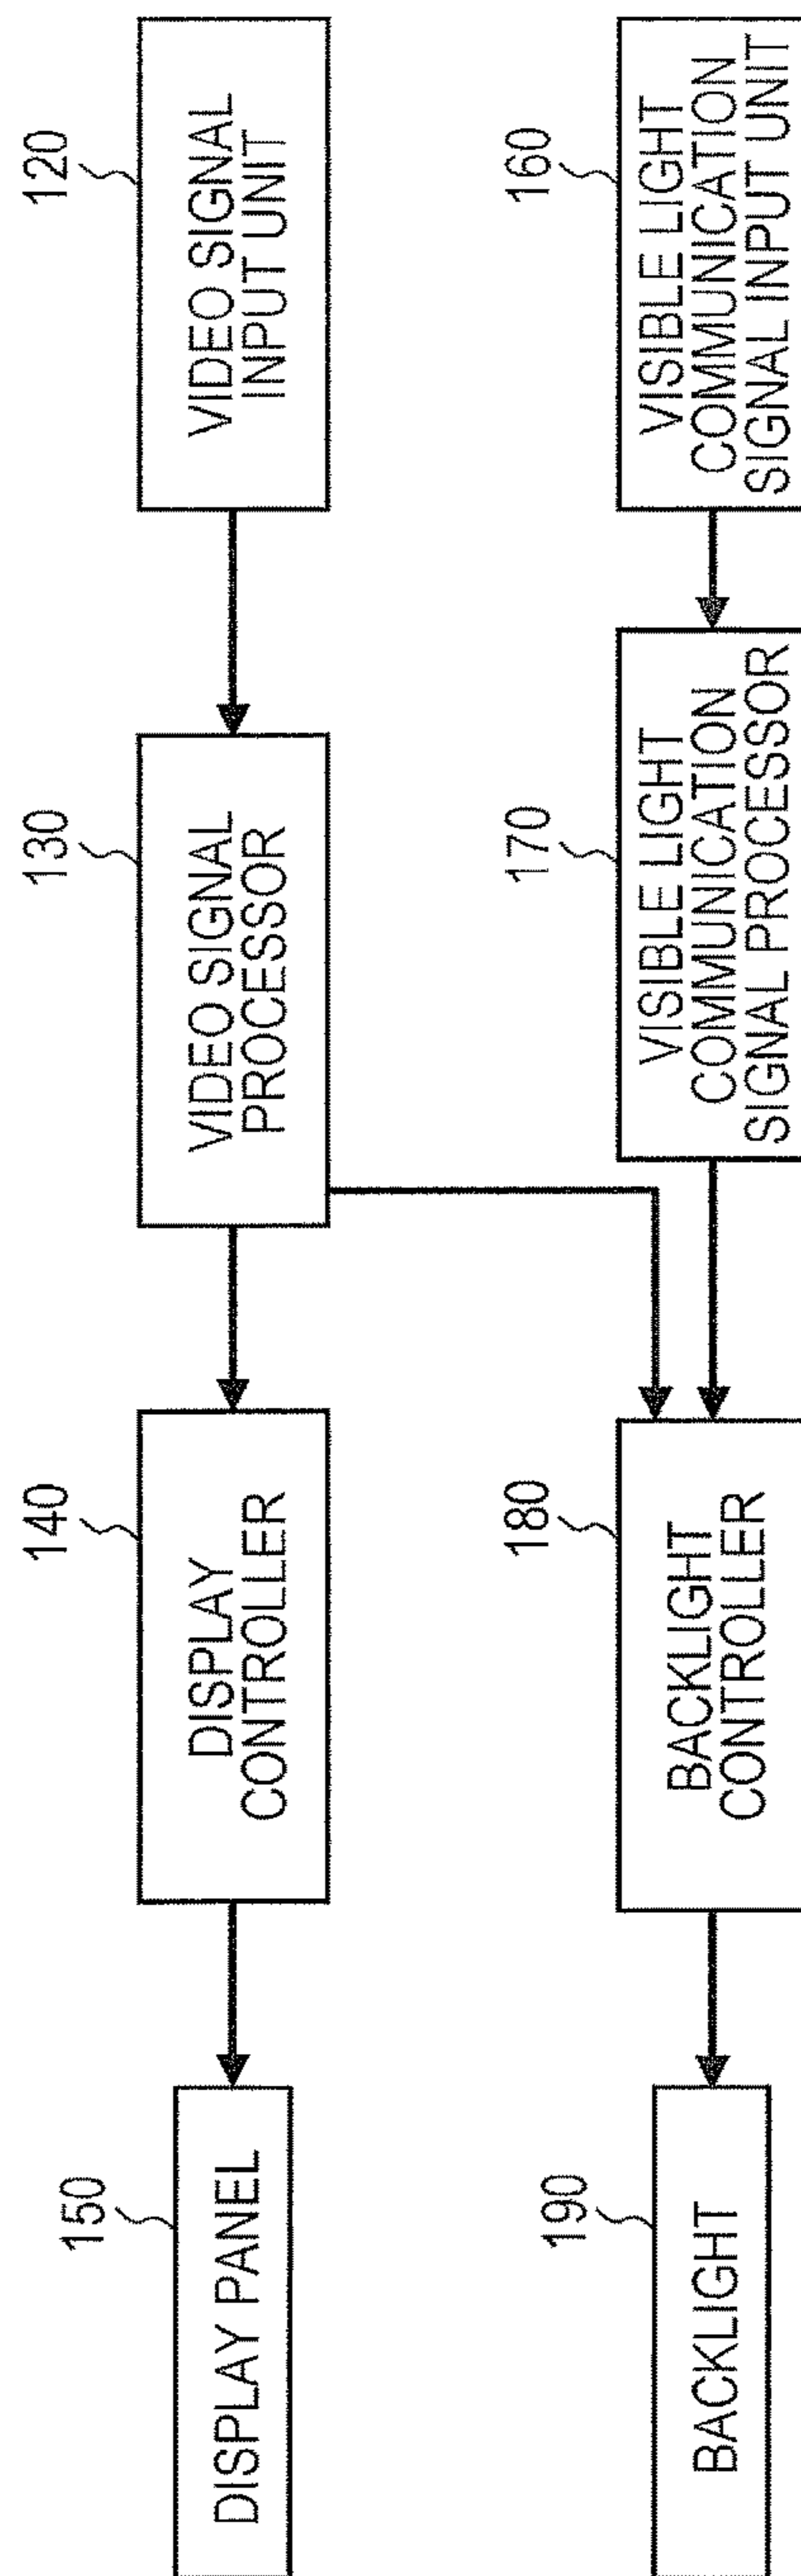 120
VIDEO SIGNAL
INPUT UNIT
130
VIDEO SIGNAL
PROCESSOR
140
DISPLAY
CONTROLLER
150
DISPLAY PANEL
160
VISIBLE LIGHT
COMMUNICATION
SIGNAL INPUT UNIT
170
VISIBLE LIGHT
COMMUNICATION
SIGNAL PROCESSOR
180
BACKLIGHT
CONTROLLER
190
BACKLIGHT